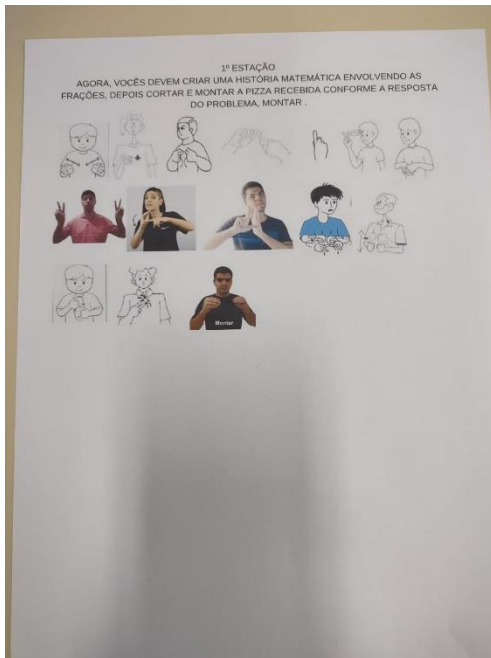 1º ESTAÇÃO
AGORA, VOCÊS DEVEM CRIAR UMA HISTÓRIA MATEMÁTICA ENVOLVENDO AS
FRAÇÕES, DEPOIS CORTAR E MONTAR A PIZZA RECEBIDA CONFORME A RESPOSTA
DO PROBLEMA, MONTAR .
Montar